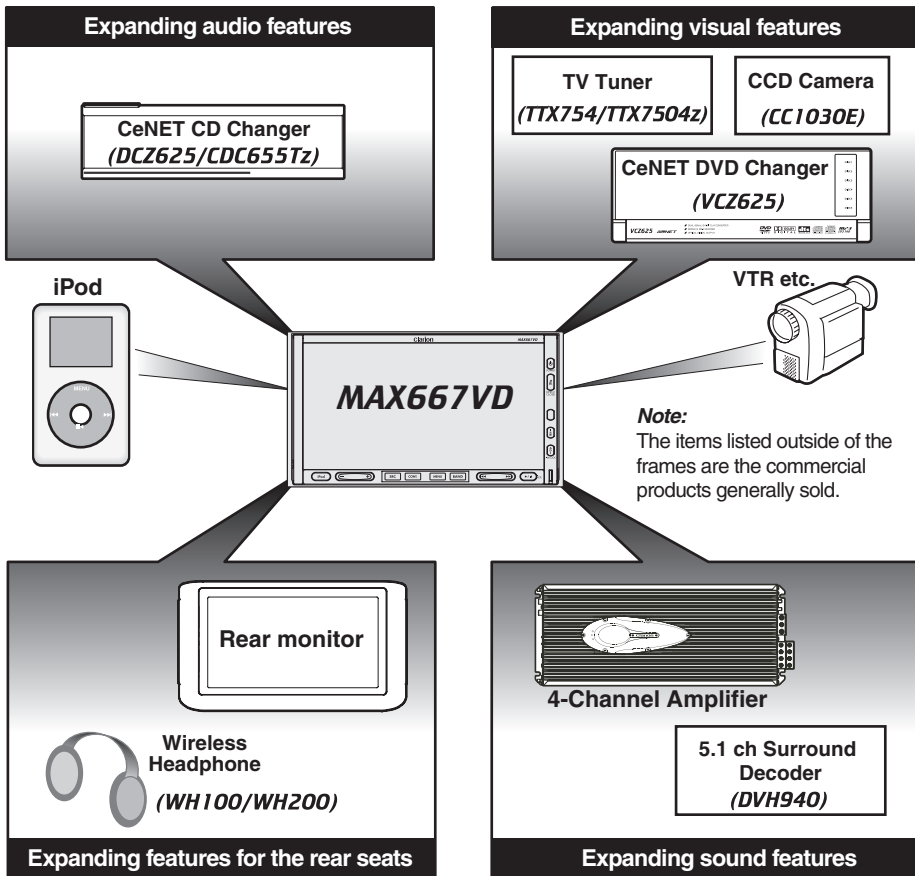 Expanding audio features
CeNET CD Changer
(DCZ625/CDC655Tz)
Expanding visual features
TV Tuner
(TTX754/TTX7504z)
CCD Camera
(CC1030E)
CeNET DVD Changer
(VCZ625)
VCZ625
iPod
MENU
VTR etc.
Clarion
MAX667VD
MAX667VD
iPod
Note:
The items listed outside of the
frames are the commercial
products generally sold.
Rear monitor
Wireless
Headphone
(WH100/WH200)
Expanding features for the rear seats
4-Channel Amplifier
5.1 ch Surround
Decoder
(DVH940)
Expanding sound features